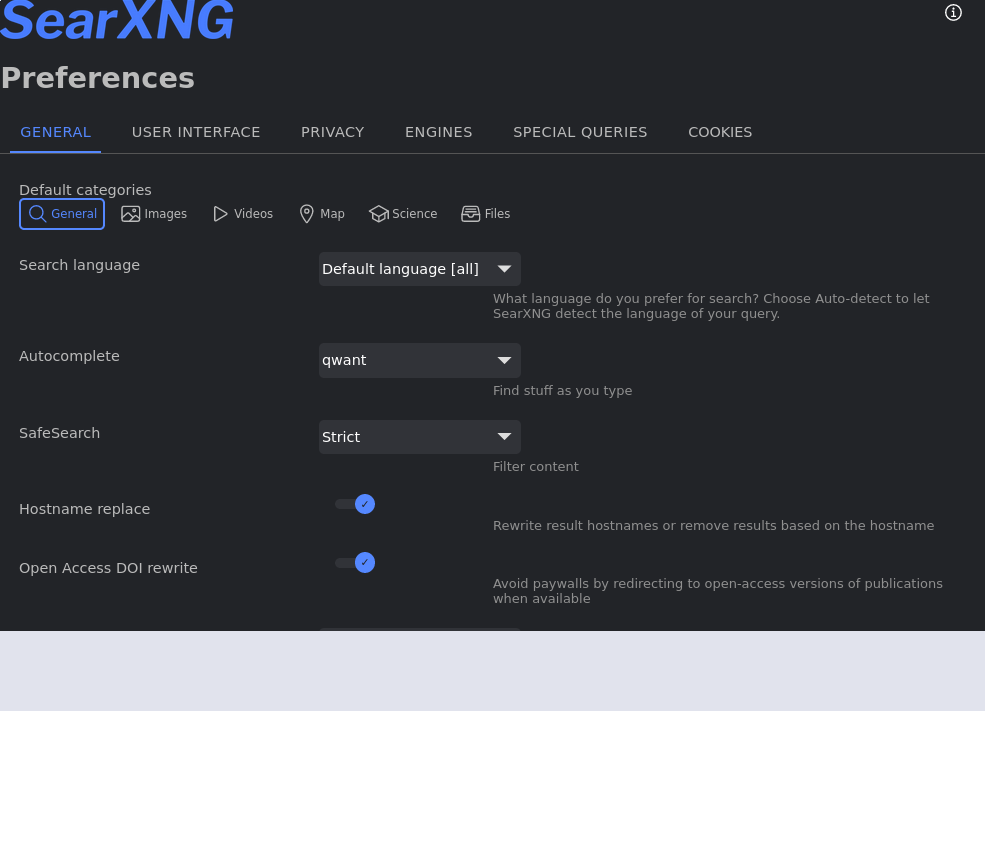 SearXNG
Preferences
GENERAL USER INTERFACE PRIVACY ENGINES SPECIAL QUERIES COOKIES
Default categories
General Images Videos Map Science Files
Search language
Default language [all]
What language do you prefer for search? Choose Auto-detect to let
SearXNG detect the language of your query.
Autocomplete
qwant
Find stuff as you type
SafeSearch
Strict
Filter content
Hostname replace
Rewrite result hostnames or remove results based on the hostname
Open Access DOI rewrite
Avoid paywalls by redirecting to open-access versions of publications
when available